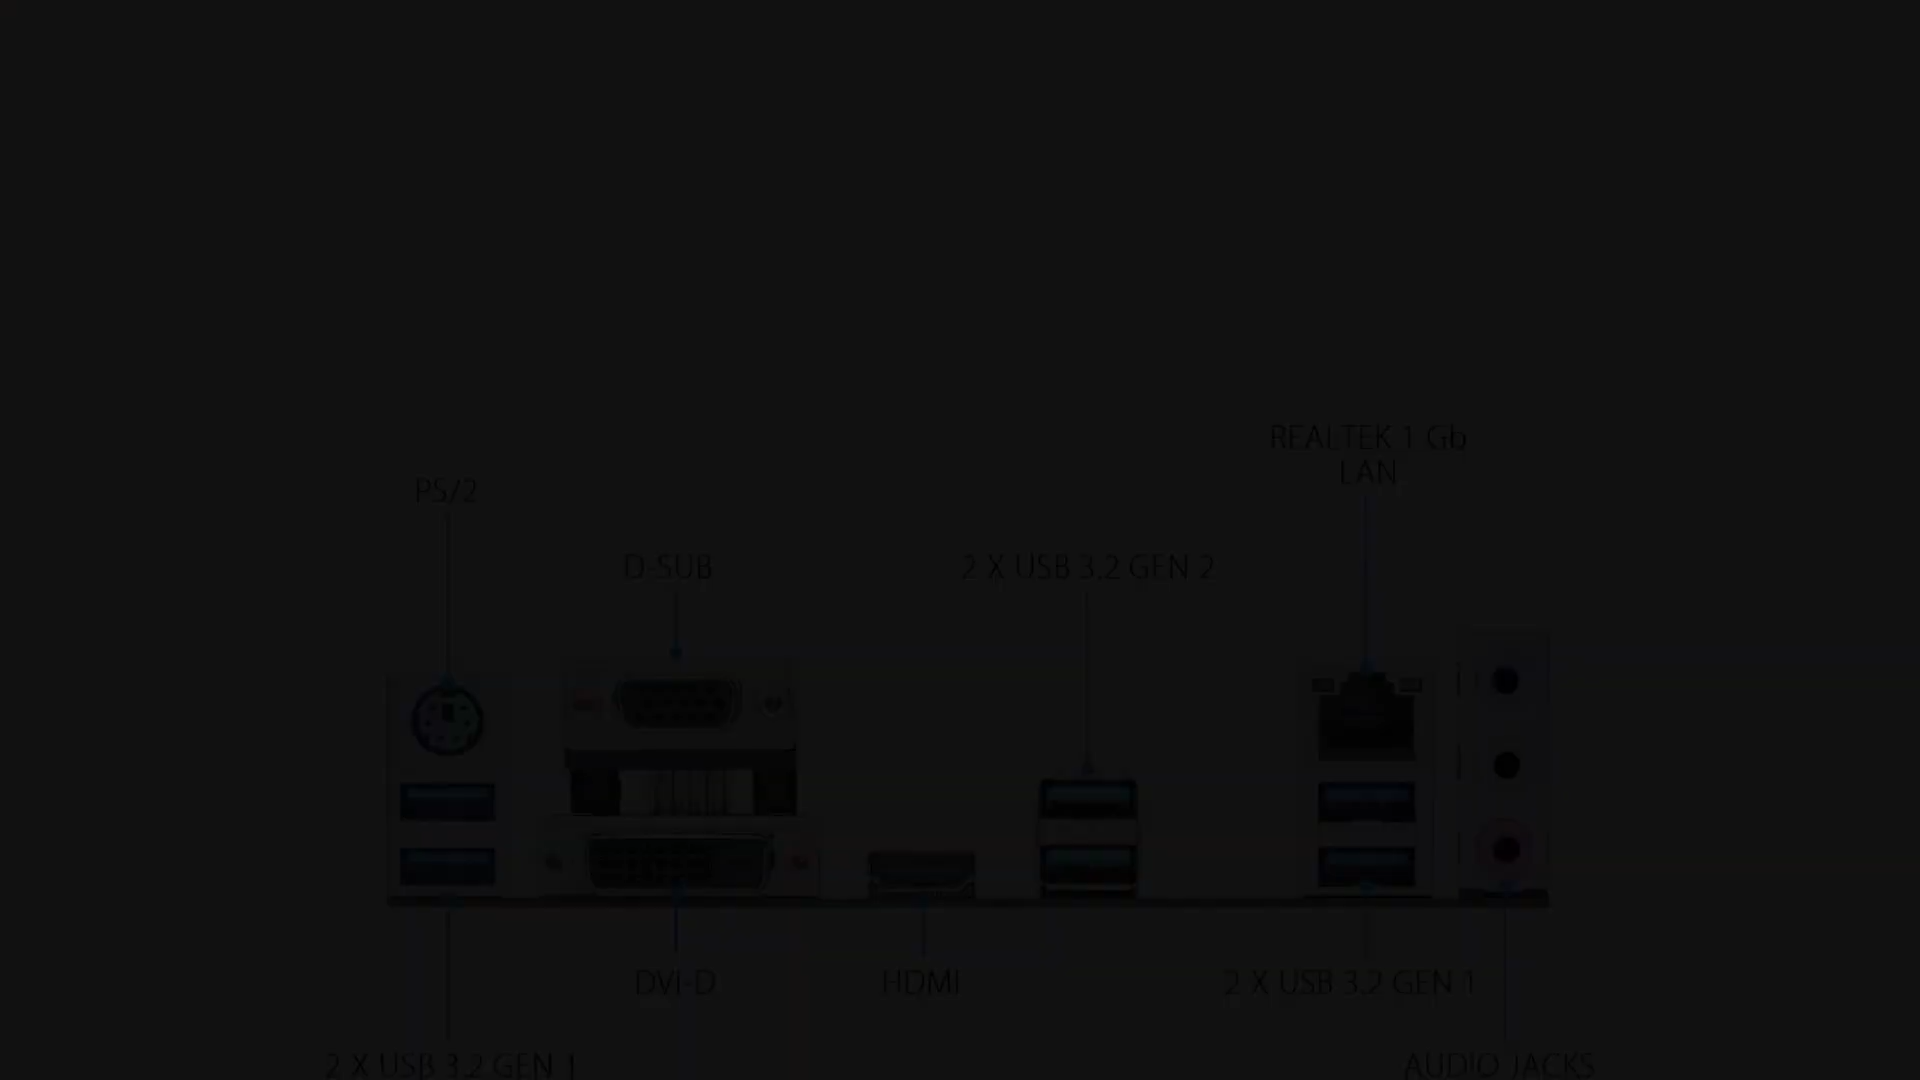 REALTEK 1 Gb
LAN
PS/2
D-SUB
2 X USB 3.2 GEN 2
DVI-D
HDMI
2 X USB 3.2 GEN 1
2 X USB 3.2 GEN 1
AUDIO JACKS